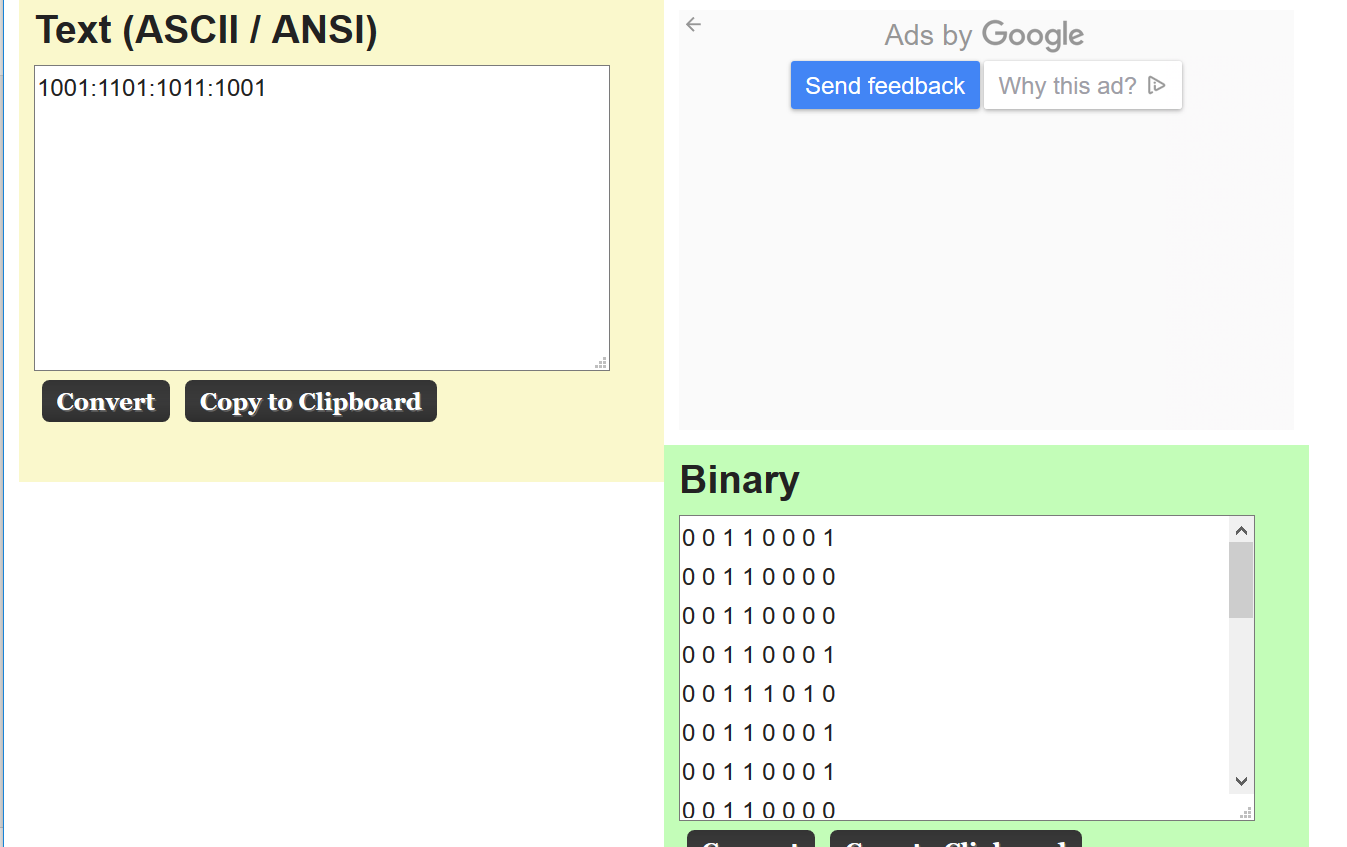 Text (ASCII / ANSI)
1001:1101:1011:1001
Convert
Copy to Clipboard
Ads by Google
Send feedback
Why this ad?
Binary
0 0 1 1 0 0 0 1
0 0 1 1 0 0 0 0
0 0 1 1 0 0 0 0
0 0 1 1 0 0 0 1
0 0 1 1 1 0 1 0
0 0 1 1 0 0 0 1
0 0 1 1 0 0 0 1
0 0 1 1 0 0 0 0
Convert
Copy to Clipboard